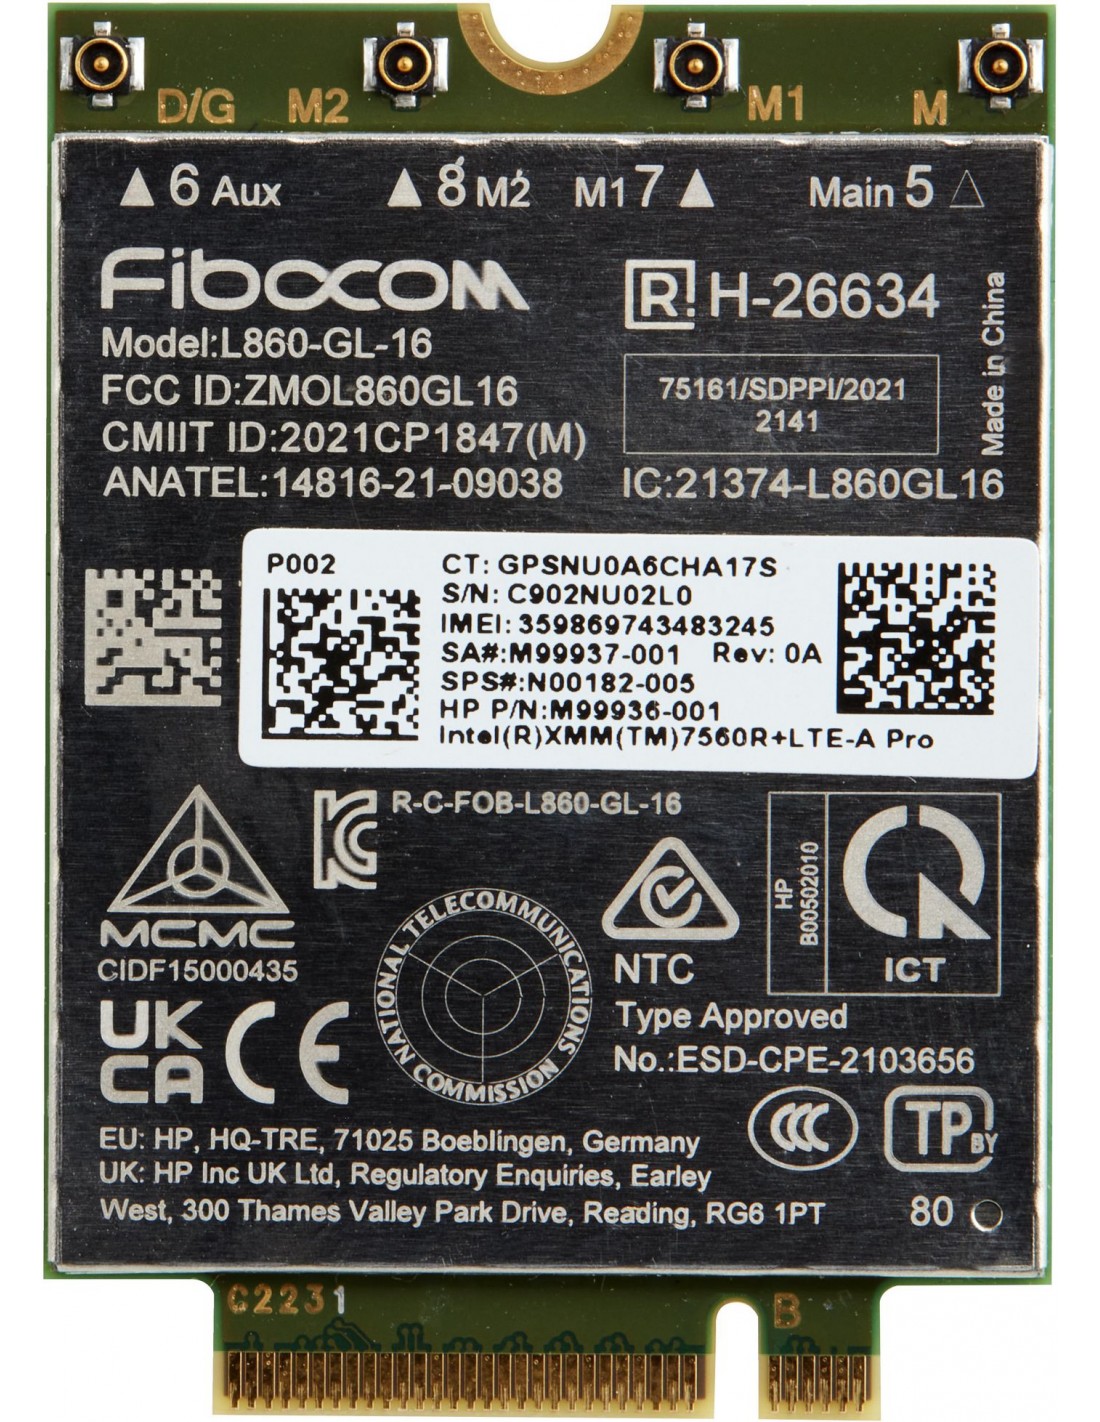 D/G M2 M1 M
6 Aux 8 M2 M1 7 Main 5
Fibocom
Model:L860-GL-16
FCC ID:ZMOL860GL16
CMIIT ID:2021CP1847(M)
ANATEL:14816-21-09038
R H-26634
75161/SDPPI/2021
2141
IC:21374-L860GL16
Made in China
P002
CT: GPSNU0A6CHA17S
S/N: C902NU02L0
IMEI: 359869743483245
SA#:M99937-001 Rev: 0A
SPS#:N00182-005
HP P/N:M99936-001
Intel(R)XMM(TM)7560R+LTE-A Pro
R-C-FOB-L860-GL-16
MCMC
CIDF15000435
NATIONAL TELECOMMUNICATIONS COMMISSION
NTC
Type Approved
No.:ESD-CPE-2103656
HP
B00502010
ICT
UK
CA
CE
CCC
TP BY
EU: HP, HQ-TRE, 71025 Boeblingen, Germany
UK: HP Inc UK Ltd, Regulatory Enquiries, Earley
West, 300 Thames Valley Park Drive, Reading, RG6 1PT
80
C2231
B